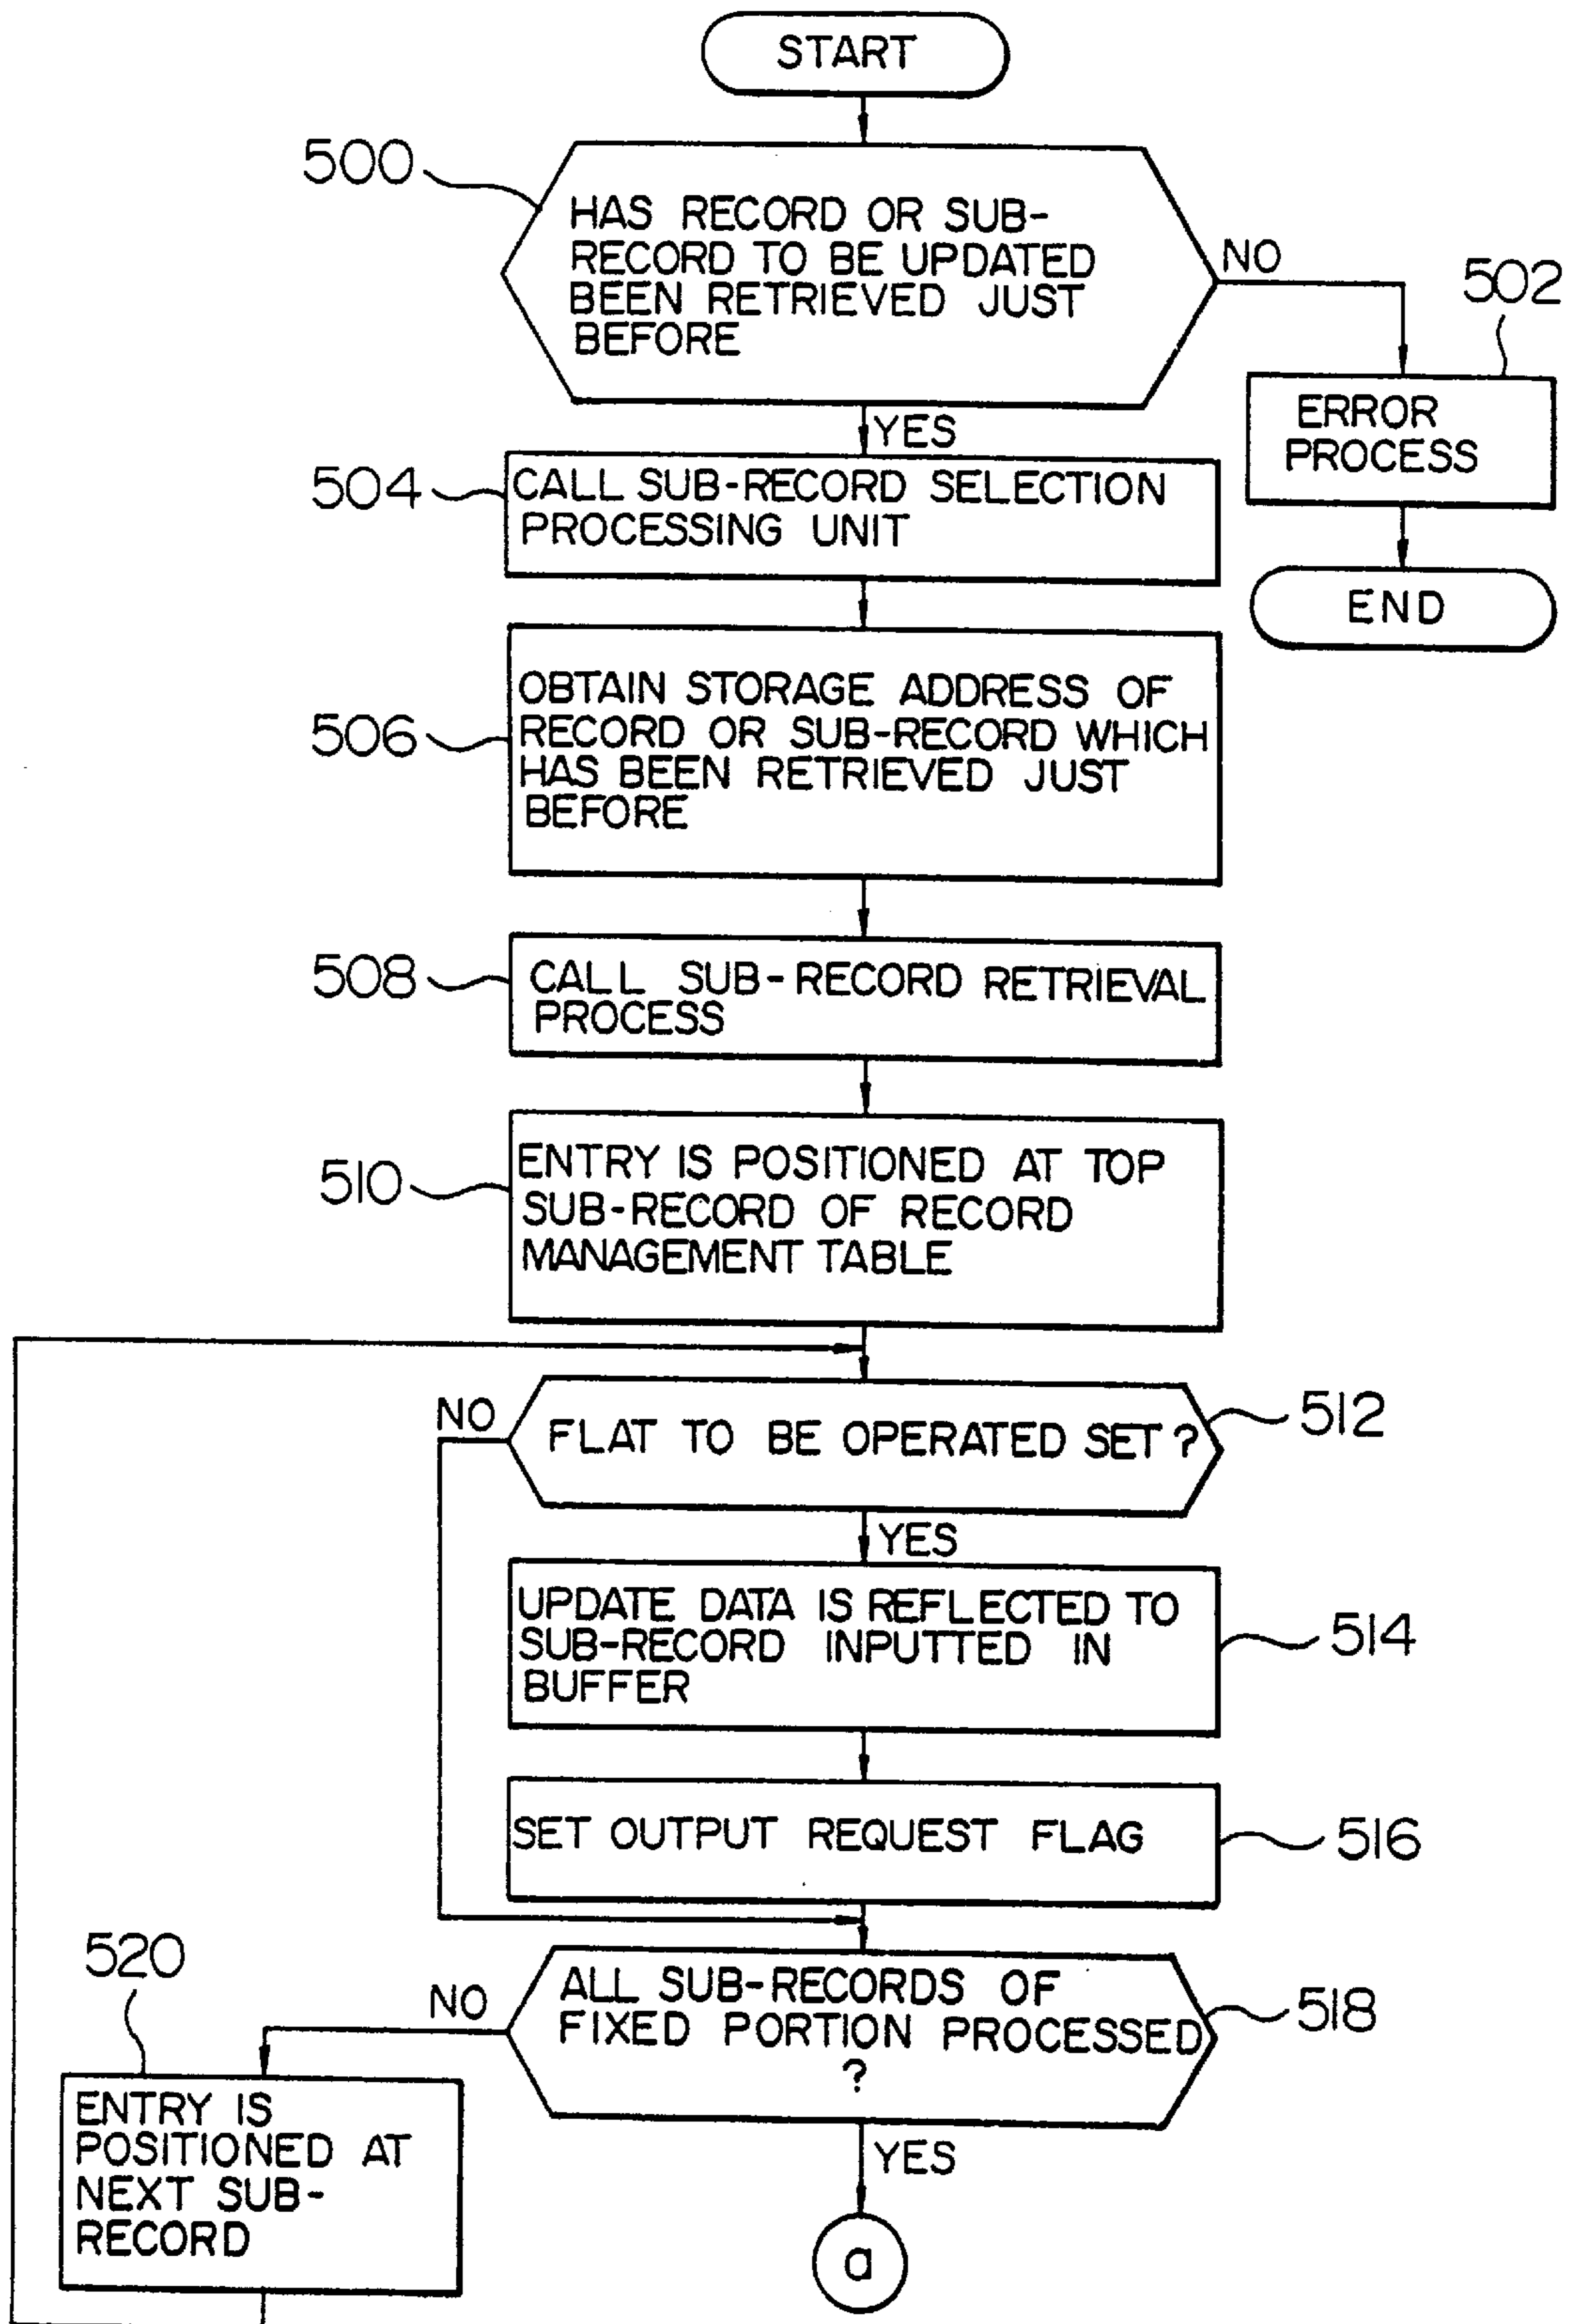 START
500
HAS RECORD OR SUB-
RECORD TO BE UPDATED
BEEN RETRIEVED JUST
BEFORE
NO
502
ERROR
PROCESS
END
YES
504
CALL SUB-RECORD SELECTION
PROCESSING UNIT
506
OBTAIN STORAGE ADDRESS OF
RECORD OR SUB-RECORD WHICH
HAS BEEN RETRIEVED JUST
BEFORE
508
CALL SUB-RECORD RETRIEVAL
PROCESS
510
ENTRY IS POSITIONED AT TOP
SUB-RECORD OF RECORD
MANAGEMENT TABLE
NO
FLAT TO BE OPERATED SET?
512
YES
UPDATE DATA IS REFLECTED TO
SUB-RECORD INPUTTED IN
BUFFER
514
SET OUTPUT REQUEST FLAG
516
520
NO
ALL SUB-RECORDS OF
FIXED PORTION PROCESSED
?
518
ENTRY IS
POSITIONED AT
NEXT SUB-
RECORD
YES
a